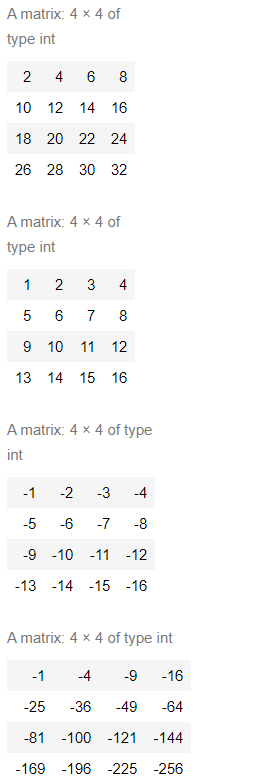 A matrix: 4 × 4 of
type int
2 4 6 8
10 12 14 16
18 20 22 24
26 28 30 32
A matrix: 4 × 4 of
type int
1 2 3 4
5 6 7 8
9 10 11 12
13 14 15 16
A matrix: 4 × 4 of type
int
-1 -2 -3 -4
-5 -6 -7 -8
-9 -10 -11 -12
-13 -14 -15 -16
A matrix: 4 × 4 of type int
-1 -4 -9 -16
-25 -36 -49 -64
-81 -100 -121 -144
-169 -196 -225 -256